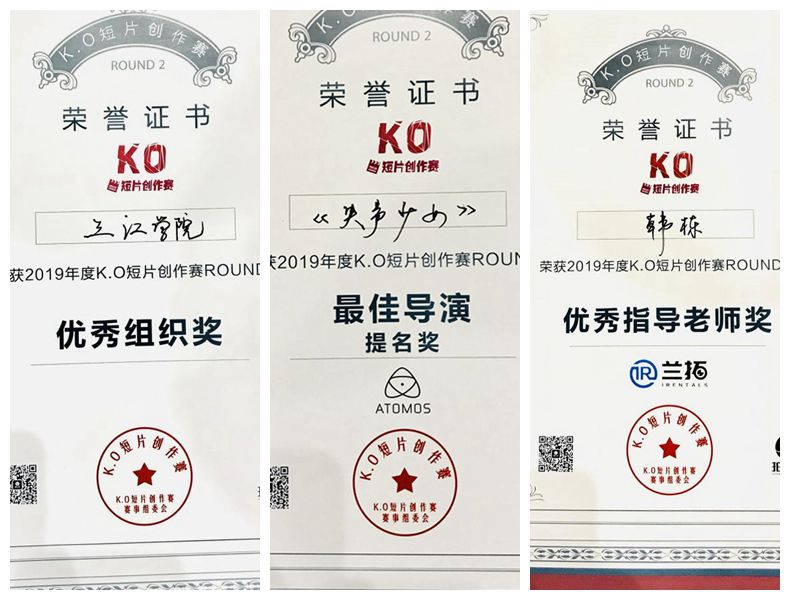 K.O短片创作赛
ROUND 2
荣誉证书
KO
短片创作赛
三江学院
获2019年度K.O短片创作赛ROUND
优秀组织奖
K.O短片创作赛
K.O短片创作赛
赛事组委会
K.O短片创作赛
ROUND 2
荣誉证书
KO
短片创作赛
《失声少女》
获2019年度K.O短片创作赛ROUN
最佳导演
提名奖
ATOMOS
K.O短片创作赛
K.O短片创作赛
赛事组委会
K.O短片创作赛
ROUND 2
荣誉证书
KO
短片创作赛
韩栋
荣获2019年度K.O短片创作赛ROUND
优秀指导老师奖
兰拓
IRENTALS
K.O短片创作赛
K.O短片创作赛
赛事组委会